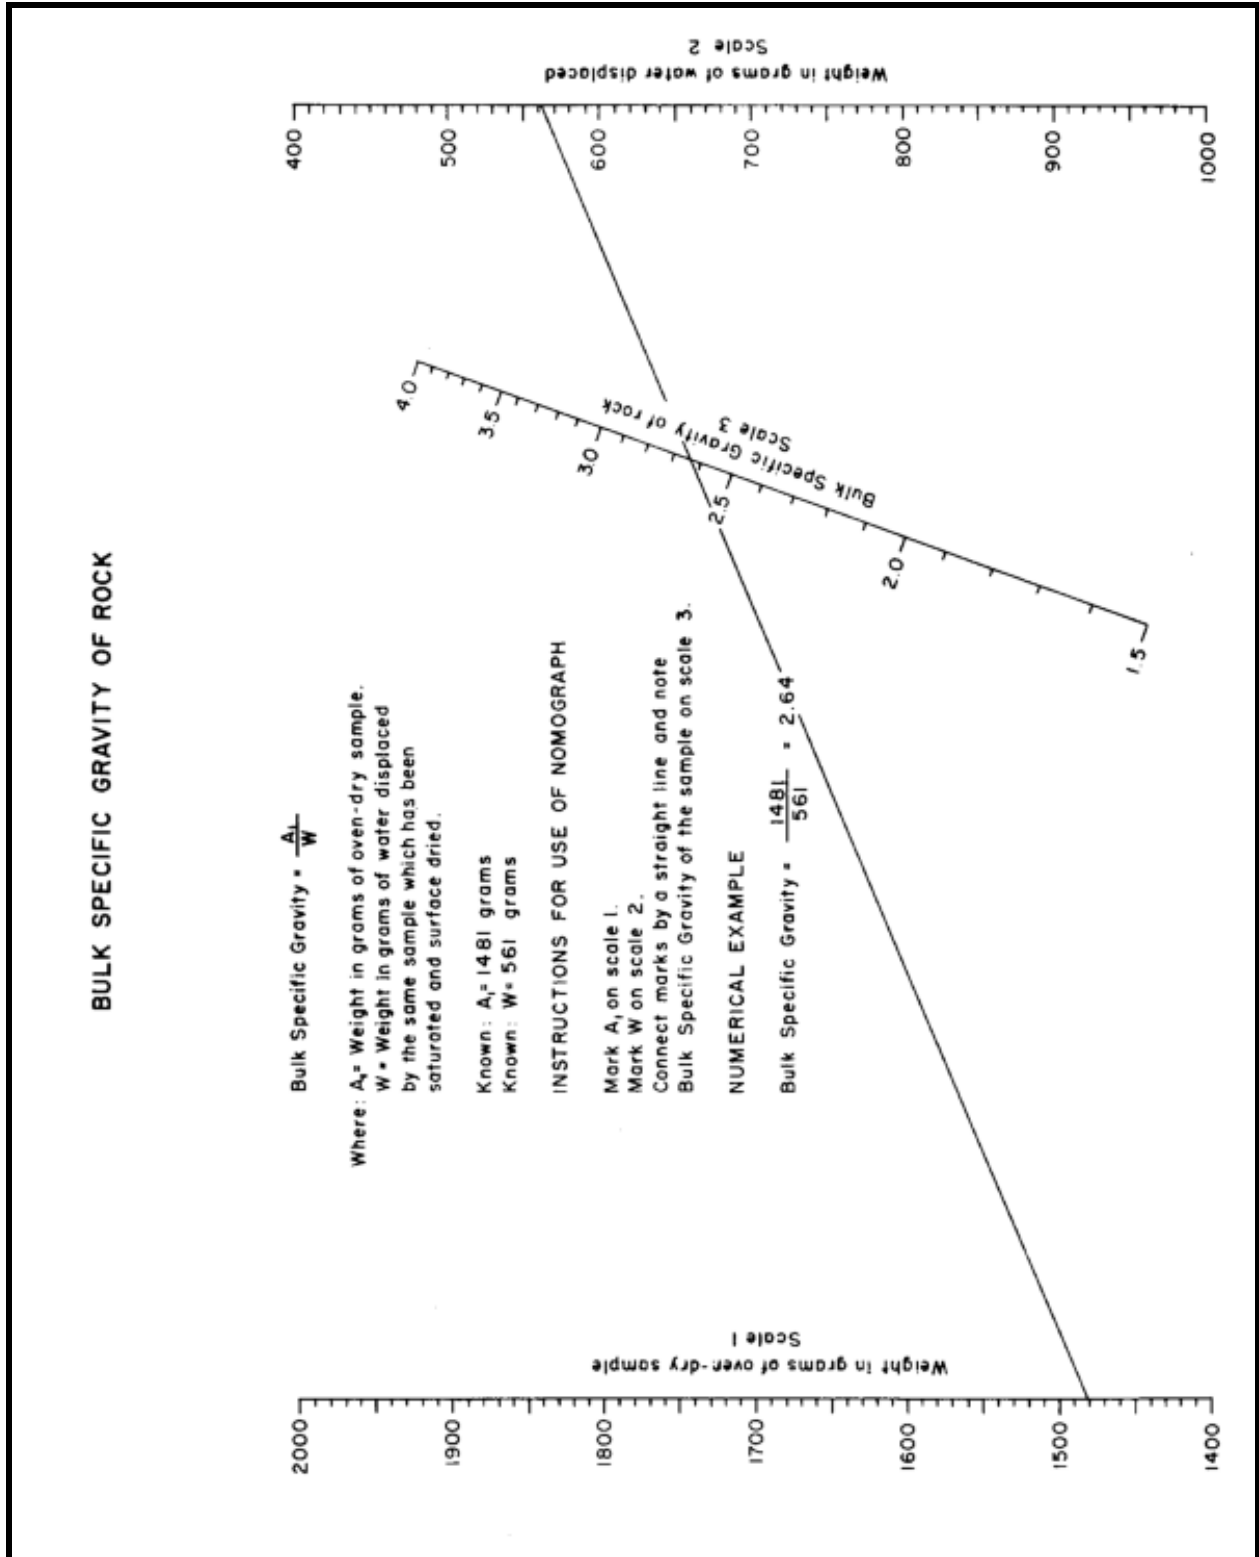 BULK SPECIFIC GRAVITY OF ROCK
Bulk Specific Gravity = A₁/W
Where: A₁= Weight in grams of oven-dry sample.
W = Weight in grams of water displaced
by the same sample which has been
saturated and surface dried.
Known: A₁= 1481 grams
Known: W= 561 grams
INSTRUCTIONS FOR USE OF NOMOGRAPH
Mark A₁ on scale 1.
Mark W on scale 2.
Connect marks by a straight line and note
Bulk Specific Gravity of the sample on scale 3.
NUMERICAL EXAMPLE
Bulk Specific Gravity = 1481/561 = 2.64
2000
1900
1800
1700
1600
1500
1400
Weight in grams of oven-dry sample
Scale 1
4.0
3.5
3.0
2.5
2.0
1.5
Bulk Specific Gravity of rock
Scale 3
400
500
600
700
800
900
1000
Weight in grams of water displaced
Scale 2